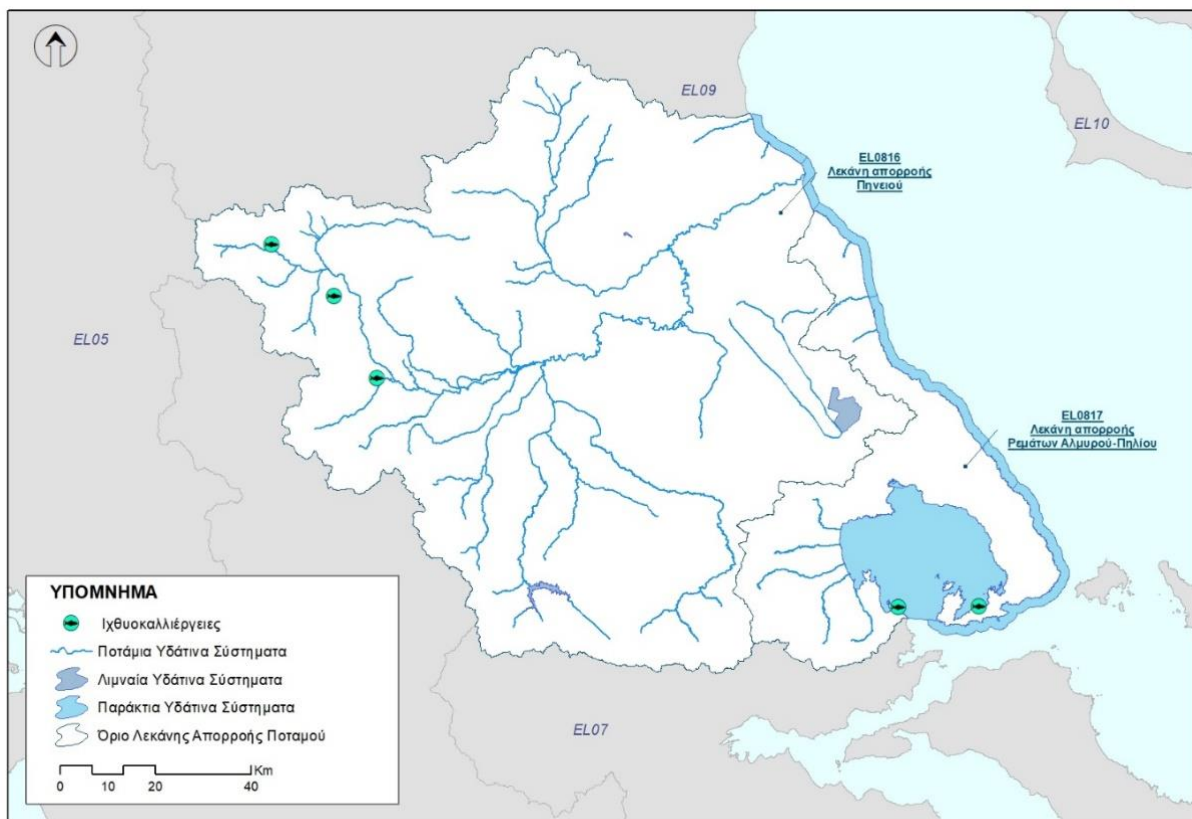 EL09
EL10
EL0816
Λεκάνη απορροής
Πηνειού
EL05
EL0817
Λεκάνη απορροής
Ρεμάτων Αλμυρού-Πηλίου
ΥΠΟΜΝΗΜΑ
Ιχθυοκαλλιέργειες
Ποτάμια Υδάτινα Συστήματα
Λιμναία Υδάτινα Συστήματα
Παράκτια Υδάτινα Συστήματα
Όριο Λεκάνης Απορροής Ποταμού
Km
0 10 20 40
EL07